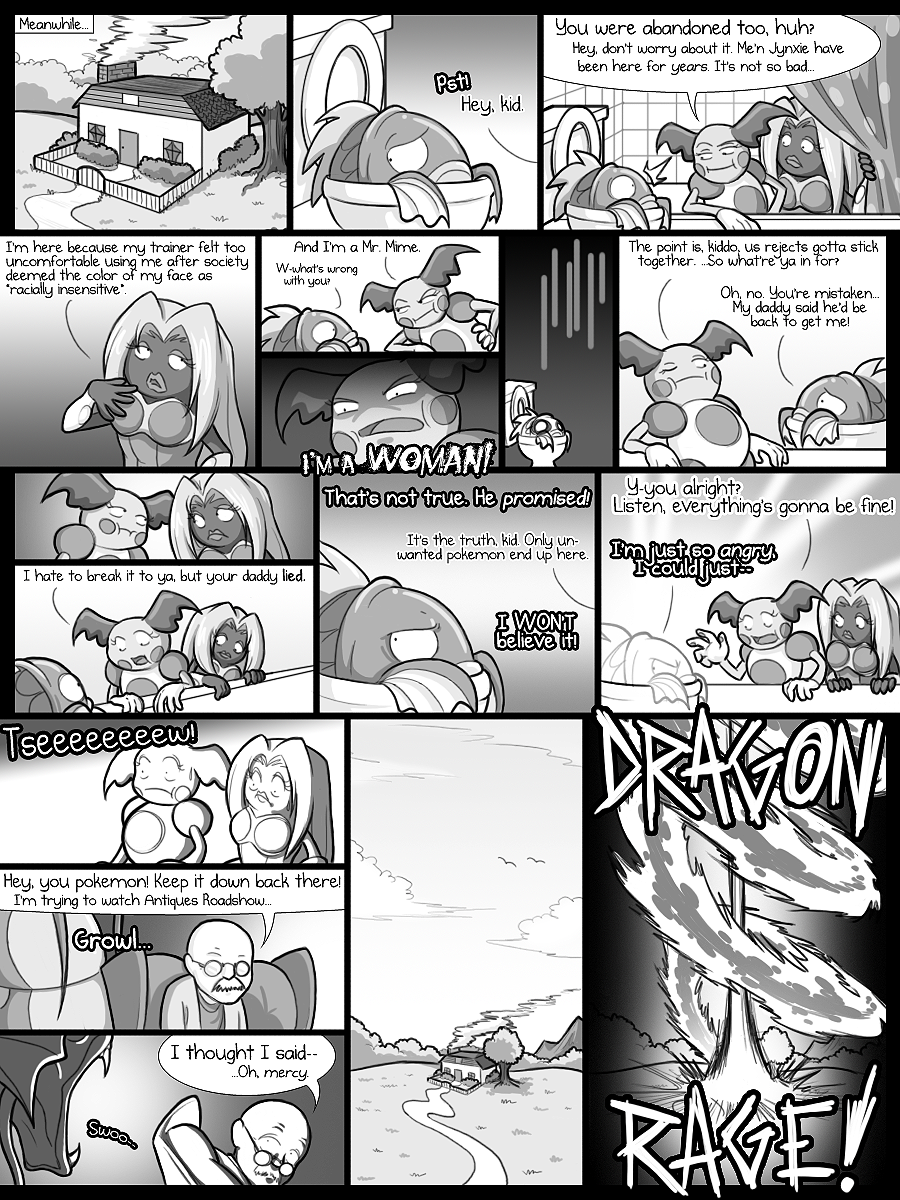 Meanwhile...
Pst!
Hey, kid.
You were abandoned too, huh?
Hey, don't worry about it. Me'n Jynxie have
been here for years. It's not so bad...
I'm here because my trainer felt too
uncomfortable using me after society
deemed the color of my face as
"racially insensitive".
And I'm a Mr. Mime.
W-what's wrong
with you?
I'M A WOMAN!
The point is, kiddo, us rejects gotta stick
together. ...So what're ya in for?
Oh, no. You're mistaken...
My daddy said he'd be
back to get me!
I hate to break it to ya, but your daddy lied.
That's not true. He promised!
It's the truth, kid. Only un-
wanted pokemon end up here.
I WON'T
believe it!
Y-you alright?
Listen, everything's gonna be fine!
I'm just so angry,
I could just--
Tseeeeeeeew!
Hey, you pokemon! Keep it down back there!
I'm trying to watch Antiques Roadshow...
Growl...
I thought I said--
...Oh, mercy.
Swoo...
DRAGON
RAGE!